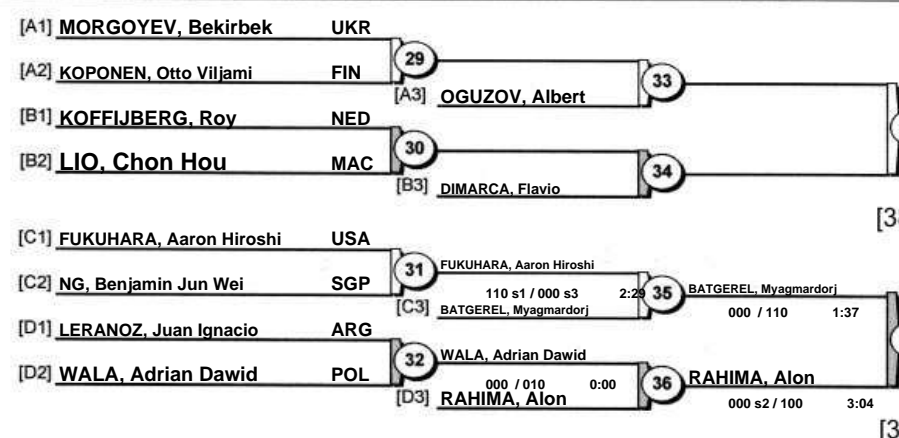 [A1] MORGOYEV, Bekirbek UKR
29
[A2] KOPONEN, Otto Viljami FIN
[A3] OGUZOV, Albert
33
[B1] KOFFIJBERG, Roy NED
30
[B2] LIO, Chon Hou MAC
[B3] DIMARCA, Flavio
34
[C1] FUKUHARA, Aaron Hiroshi USA
31
FUKUHARA, Aaron Hiroshi
[C2] NG, Benjamin Jun Wei SGP
110 s1 / 000 s3 2:29
35
BATGEREL, Myagmardorj
[C3] BATGEREL, Myagmardorj
000 / 110 1:37
[D1] LERANOZ, Juan Ignacio ARG
32
WALA, Adrian Dawid
[D2] WALA, Adrian Dawid POL
000 / 010 0:00
36
RAHIMA, Alon
[D3] RAHIMA, Alon
000 s2 / 100 3:04